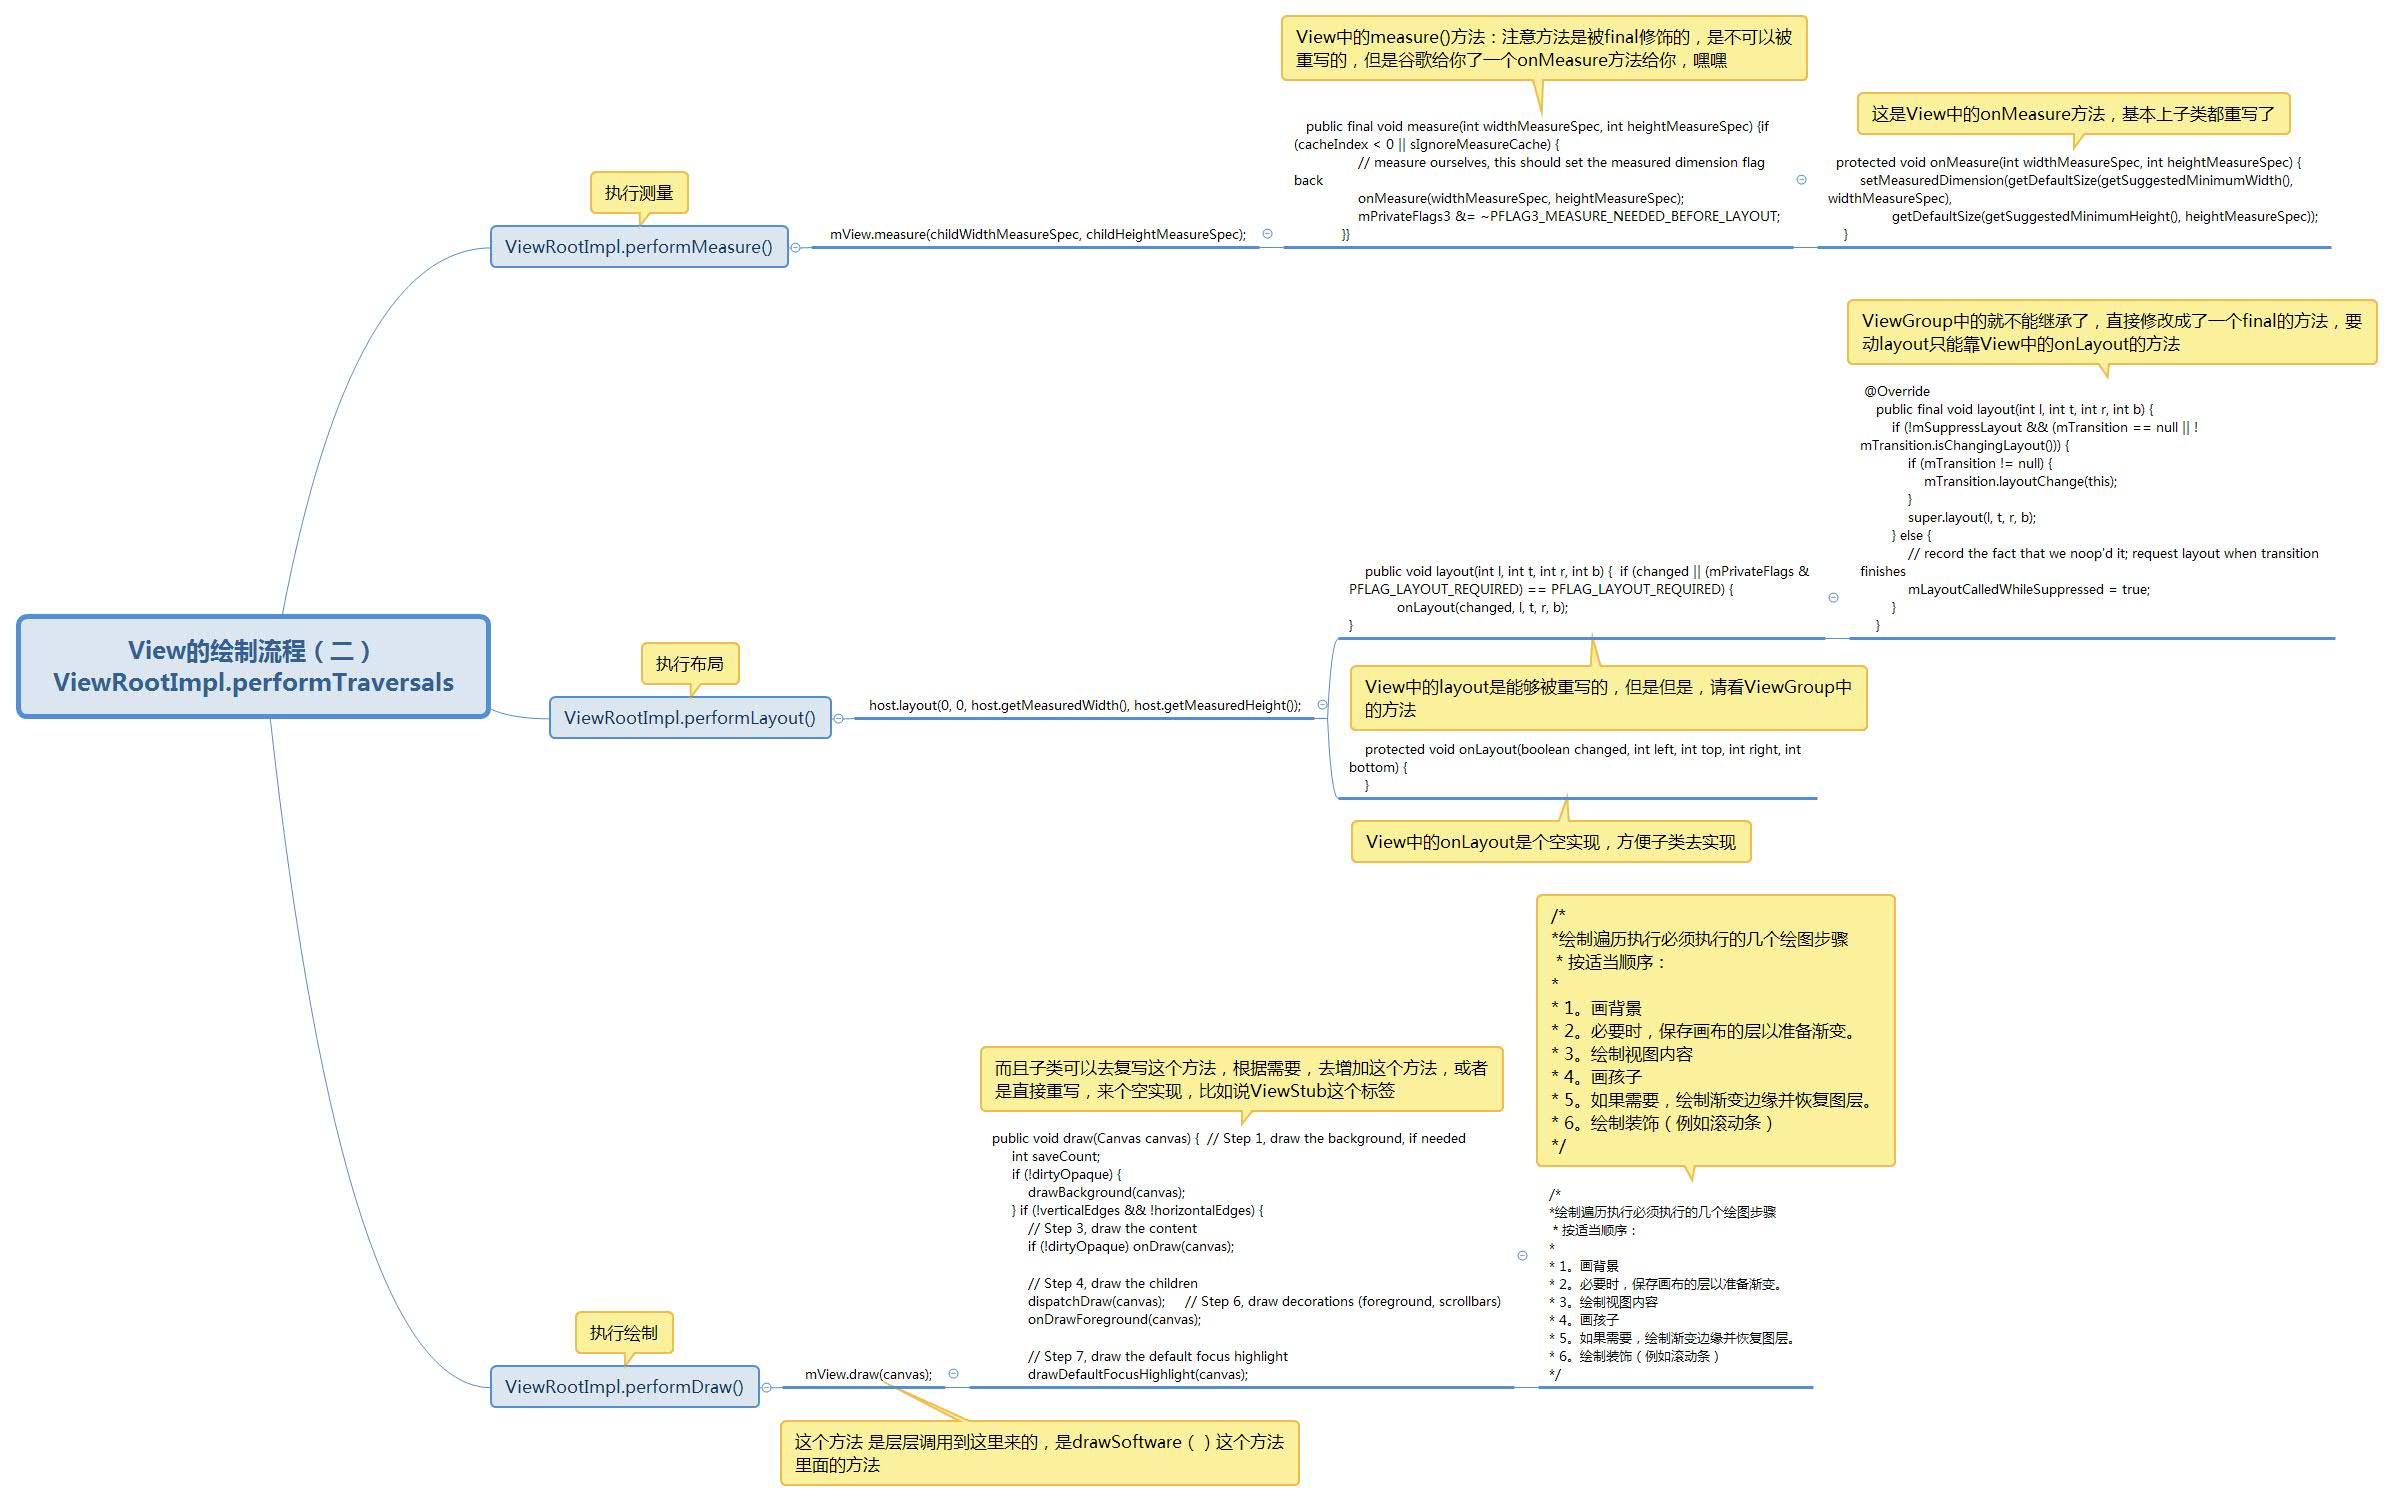 View的绘制流程（二）
ViewRootImpl.performTraversals
执行测量
ViewRootImpl.performMeasure()
mView.measure(childWidthMeasureSpec, childHeightMeasureSpec);
View中的measure()方法：注意方法是被final修饰的，是不可以被
重写的，但是谷歌给你了一个onMeasure方法给你，嘿嘿
public final void measure(int widthMeasureSpec, int heightMeasureSpec) {if
(cacheIndex < 0 || sIgnoreMeasureCache) {
// measure ourselves, this should set the measured dimension flag
back
onMeasure(widthMeasureSpec, heightMeasureSpec);
mPrivateFlags3 &= ~PFLAG3_MEASURE_NEEDED_BEFORE_LAYOUT;
}}
这是View中的onMeasure方法，基本上子类都重写了
protected void onMeasure(int widthMeasureSpec, int heightMeasureSpec) {
setMeasuredDimension(getDefaultSize(getSuggestedMinimumWidth(),
widthMeasureSpec),
getDefaultSize(getSuggestedMinimumHeight(), heightMeasureSpec));
}
执行布局
ViewRootImpl.performLayout()
host.layout(0, 0, host.getMeasuredWidth(), host.getMeasuredHeight());
public void layout(int l, int t, int r, int b) {  if (changed || (mPrivateFlags &
PFLAG_LAYOUT_REQUIRED) == PFLAG_LAYOUT_REQUIRED) {
onLayout(changed, l, t, r, b);
}
View中的layout是能够被重写的，但是但是，请看ViewGroup中
的方法
ViewGroup中的就不能继承了，直接修改成了一个final的方法，要
动layout只能靠View中的onLayout的方法
@Override
public final void layout(int l, int t, int r, int b) {
if (!mSuppressLayout && (mTransition == null || !
mTransition.isChangingLayout())) {
if (mTransition != null) {
mTransition.layoutChange(this);
}
super.layout(l, t, r, b);
} else {
// record the fact that we noop'd it; request layout when transition
finishes
mLayoutCalledWhileSuppressed = true;
}
}
protected void onLayout(boolean changed, int left, int top, int right, int
bottom) {
}
View中的onLayout是个空实现，方便子类去实现
执行绘制
ViewRootImpl.performDraw()
mView.draw(canvas);
这个方法 是层层调用到这里来的，是drawSoftware（）这个方法
里面的方法
而且子类可以去复写这个方法，根据需要，去增加这个方法，或者
是直接重写，来个空实现，比如说ViewStub这个标签
public void draw(Canvas canvas) {  // Step 1, draw the background, if needed
int saveCount;
if (!dirtyOpaque) {
drawBackground(canvas);
} if (!verticalEdges && !horizontalEdges) {
// Step 3, draw the content
if (!dirtyOpaque) onDraw(canvas);
// Step 4, draw the children
dispatchDraw(canvas);     // Step 6, draw decorations (foreground, scrollbars)
onDrawForeground(canvas);
// Step 7, draw the default focus highlight
drawDefaultFocusHighlight(canvas);
/*
*绘制遍历执行必须执行的几个绘图步骤
* 按适当顺序：
*
* 1。画背景
* 2。必要时，保存画布的层以准备渐变。
* 3。绘制视图内容
* 4。画孩子
* 5。如果需要，绘制渐变边缘并恢复图层。
* 6。绘制装饰（例如滚动条）
*/
/*
*绘制遍历执行必须执行的几个绘图步骤
* 按适当顺序：
*
* 1。画背景
* 2。必要时，保存画布的层以准备渐变。
* 3。绘制视图内容
* 4。画孩子
* 5。如果需要，绘制渐变边缘并恢复图层。
* 6。绘制装饰（例如滚动条）
*/